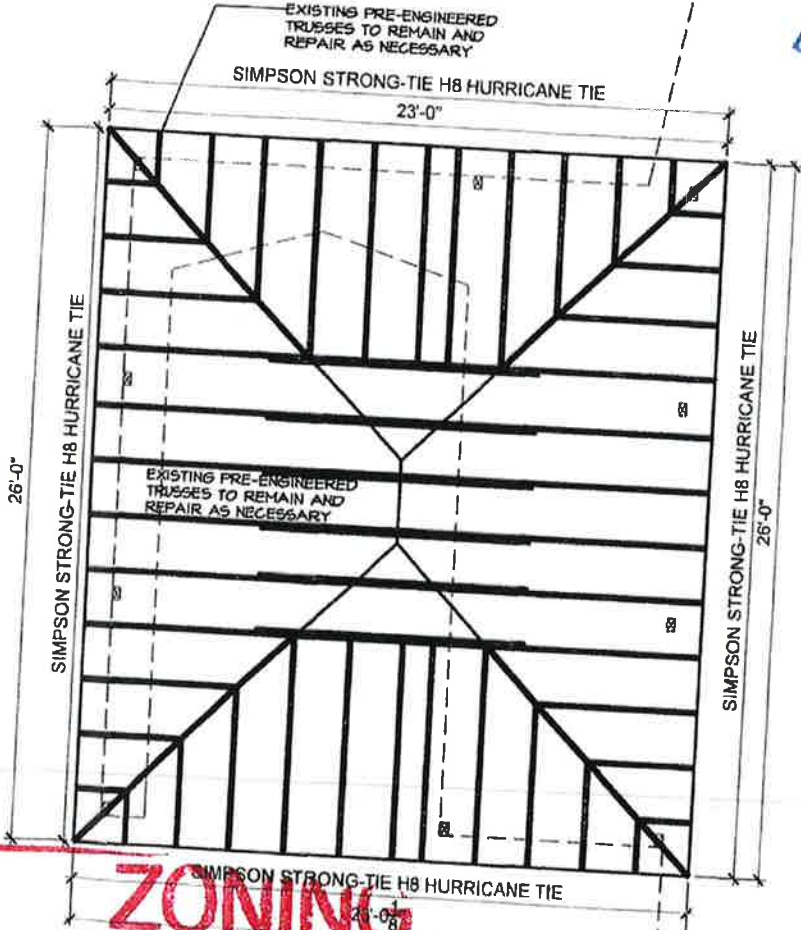 EXISTING PRE-ENGINEERED
TRUSSES TO REMAIN AND
REPAIR AS NECESSARY
SIMPSON STRONG-TIE H8 HURRICANE TIE
23'-0"
26'-0"
SIMPSON STRONG-TIE H8 HURRICANE TIE
EXISTING PRE-ENGINEERED
TRUSSES TO REMAIN AND
REPAIR AS NECESSARY
SIMPSON STRONG-TIE H8 HURRICANE TIE
26'-0"
SIMPSON STRONG-TIE H8 HURRICANE TIE
ZONING